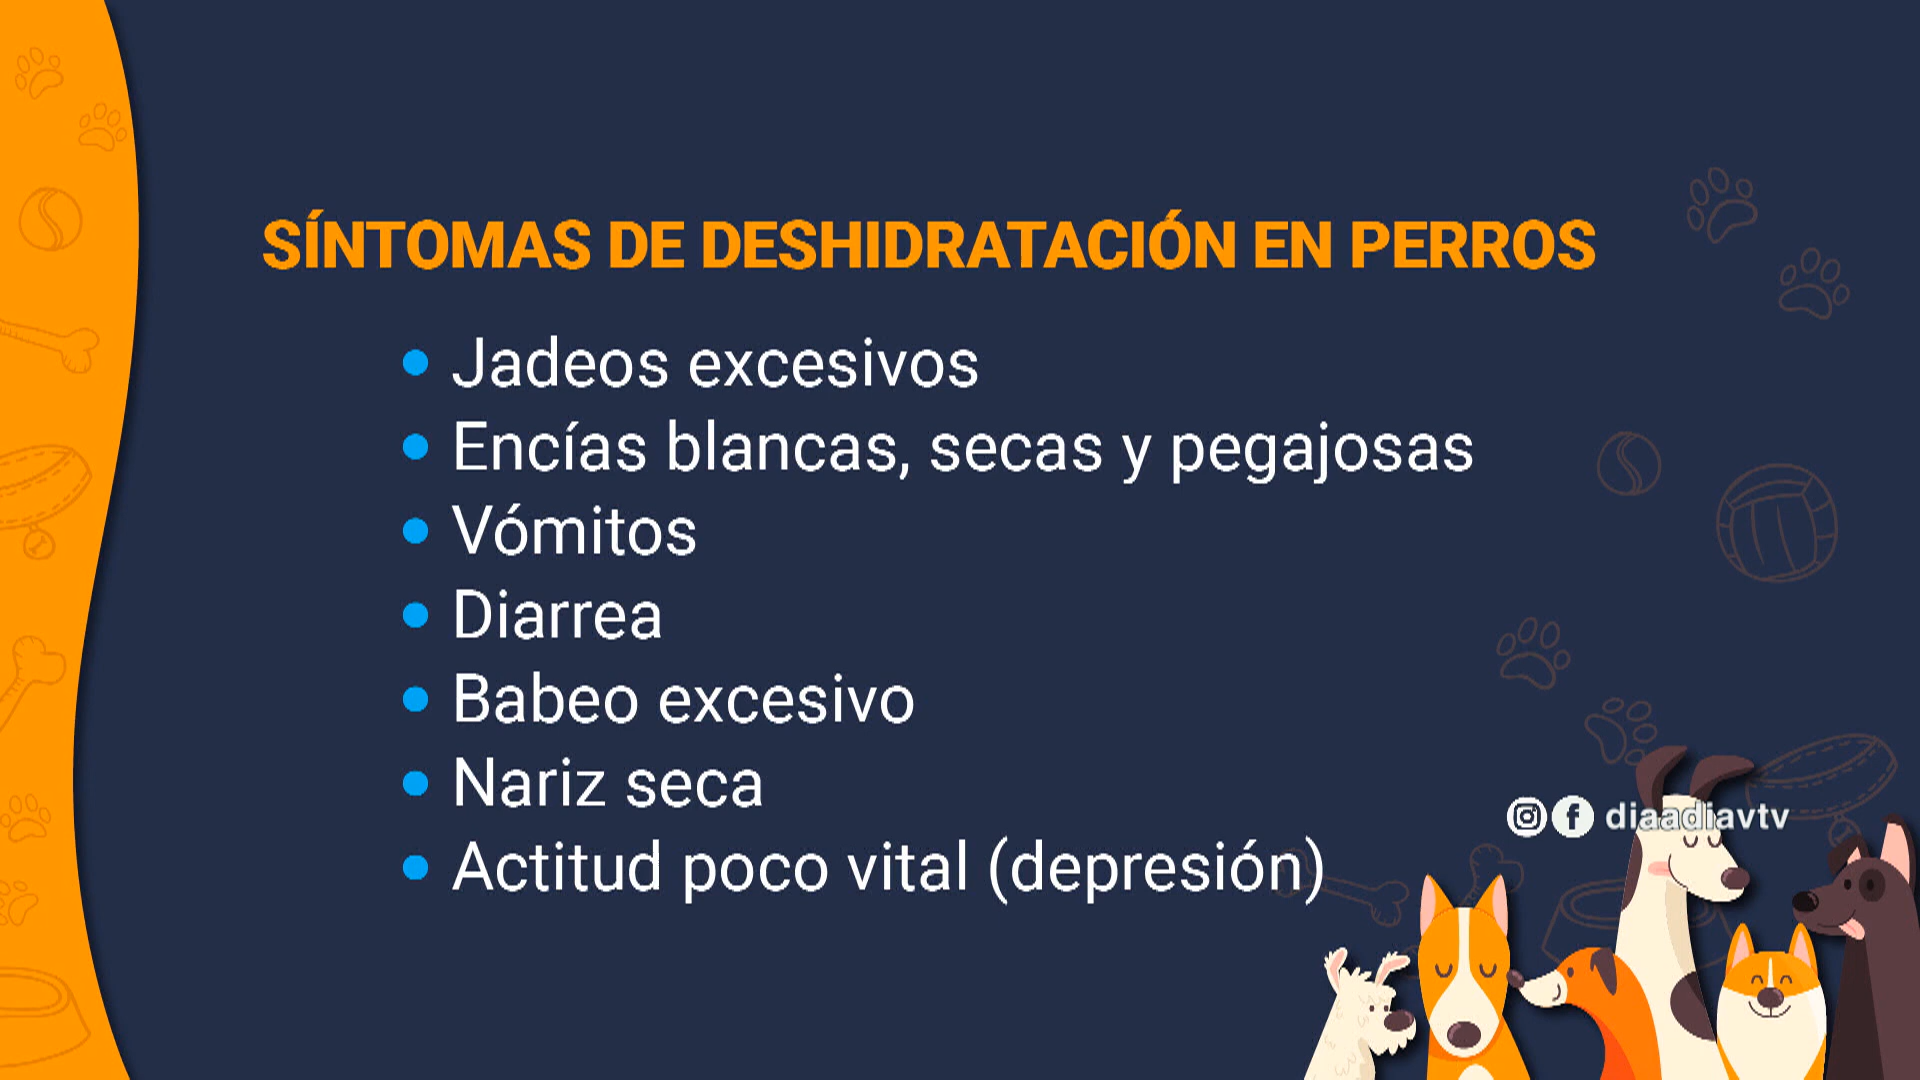 SÍNTOMAS DE DESHIDRATACIÓN EN PERROS
Jadeos excesivos
Encías blancas, secas y pegajosas
Vómitos
Diarrea
Babeo excesivo
Nariz seca
Actitud poco vital (depresión)
diaadiavtv